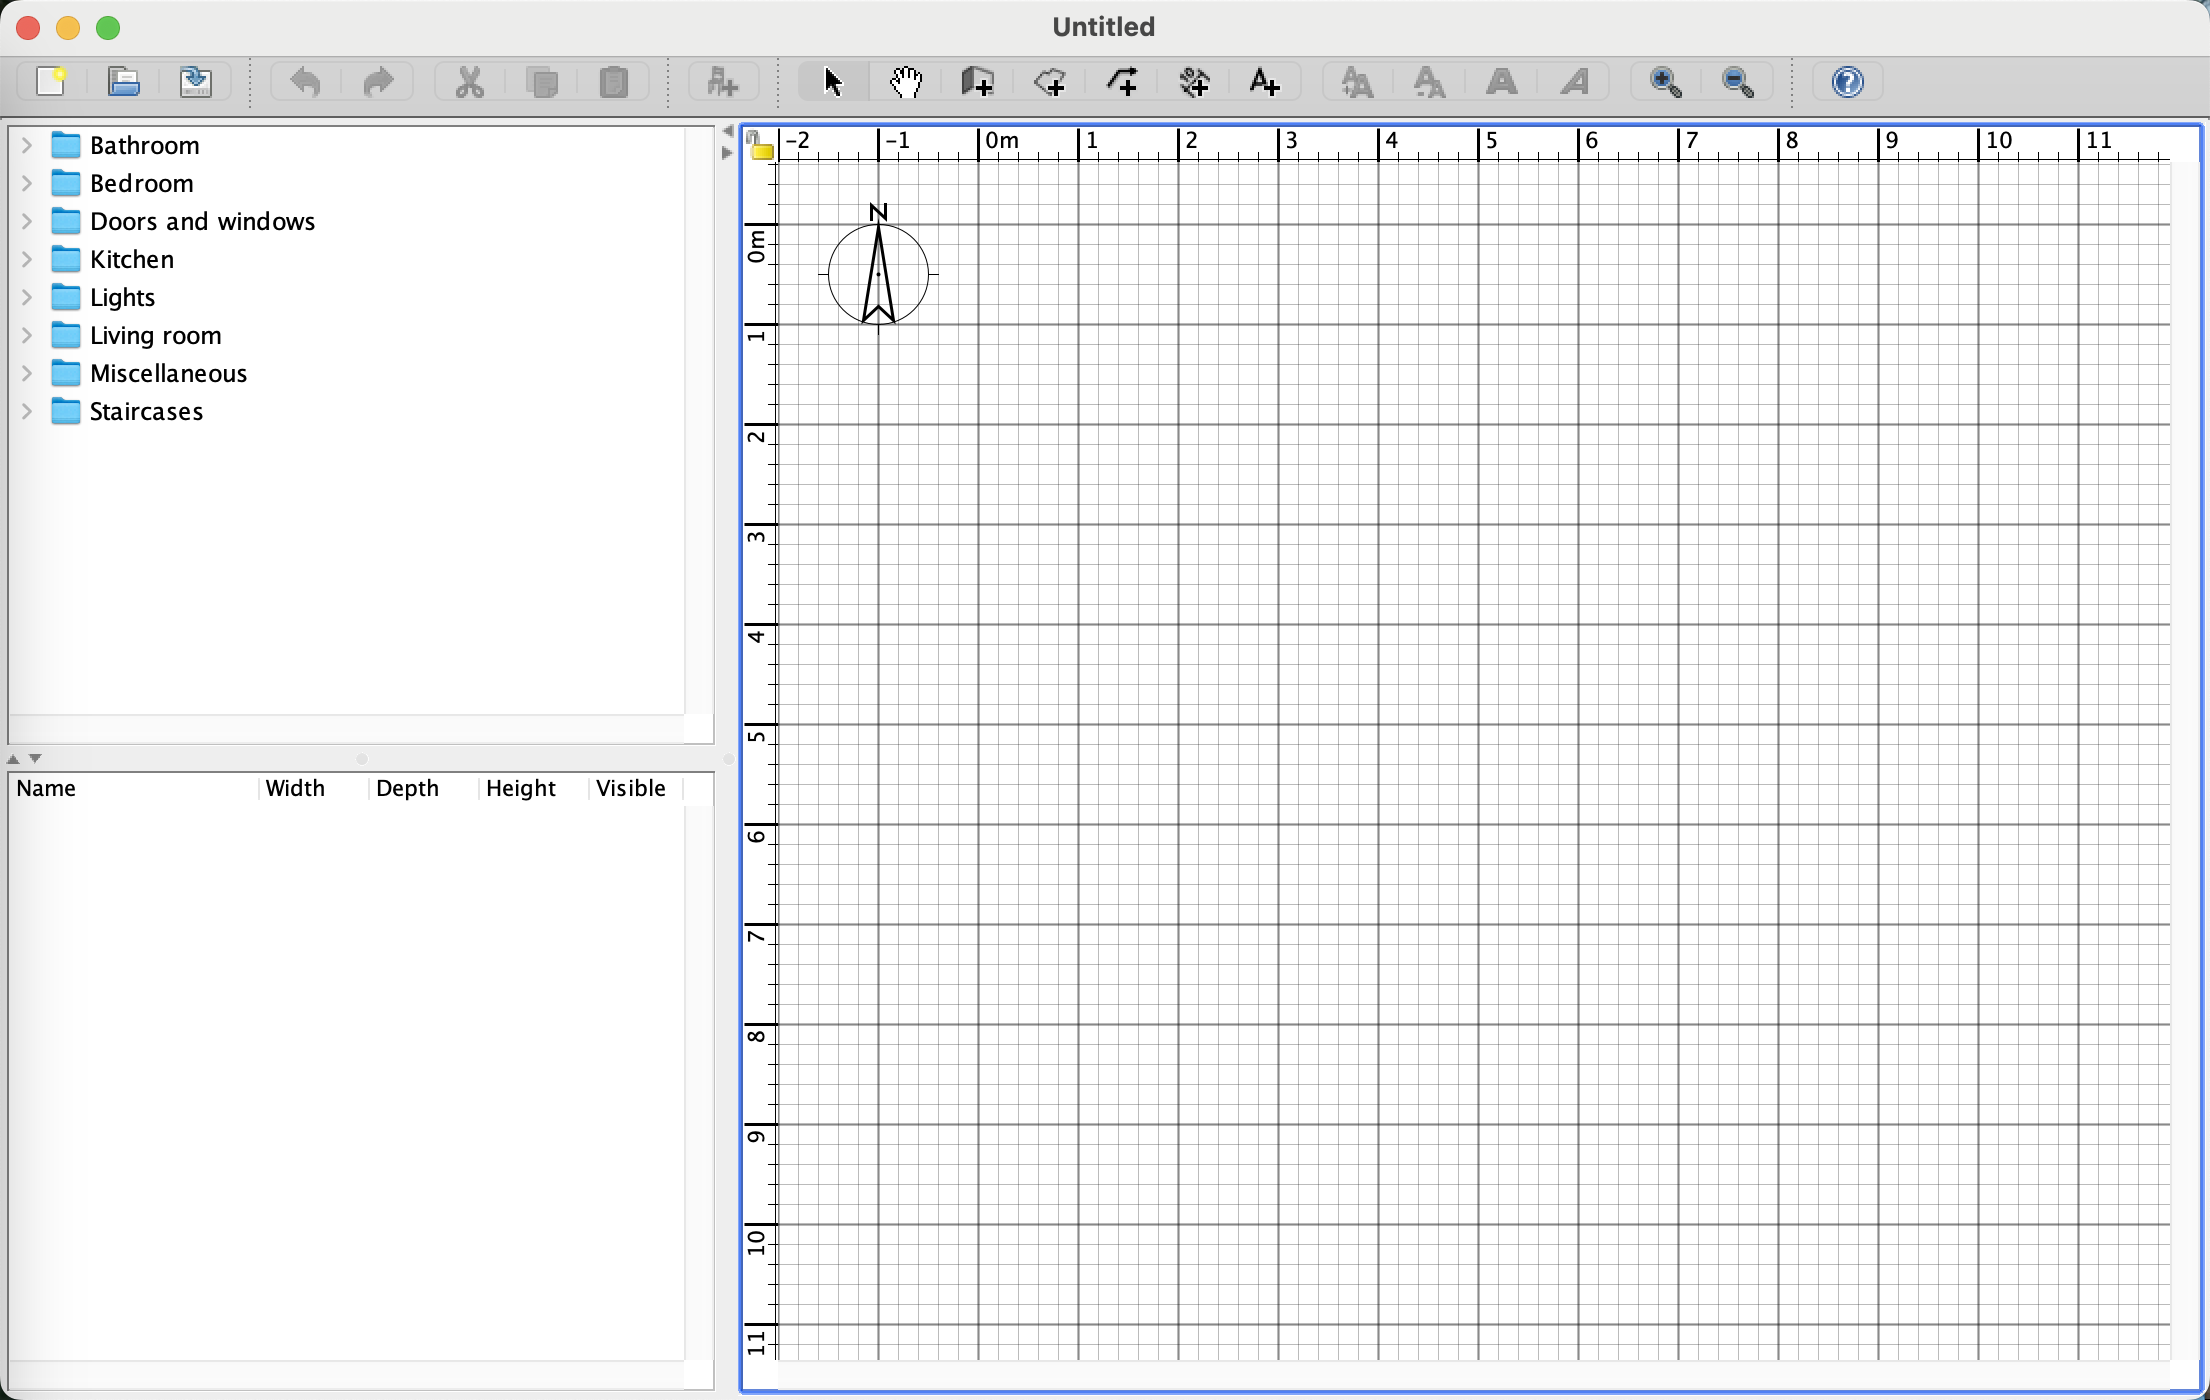 Untitled
Bathroom
Bedroom
Doors and windows
Kitchen
Lights
Living room
Miscellaneous
Staircases
Name Width Depth Height Visible
-2 -1 0m 1 2 3 4 5 6 7 8 9 10 11
N
0m
1
2
3
4
5
6
7
8
9
10
11